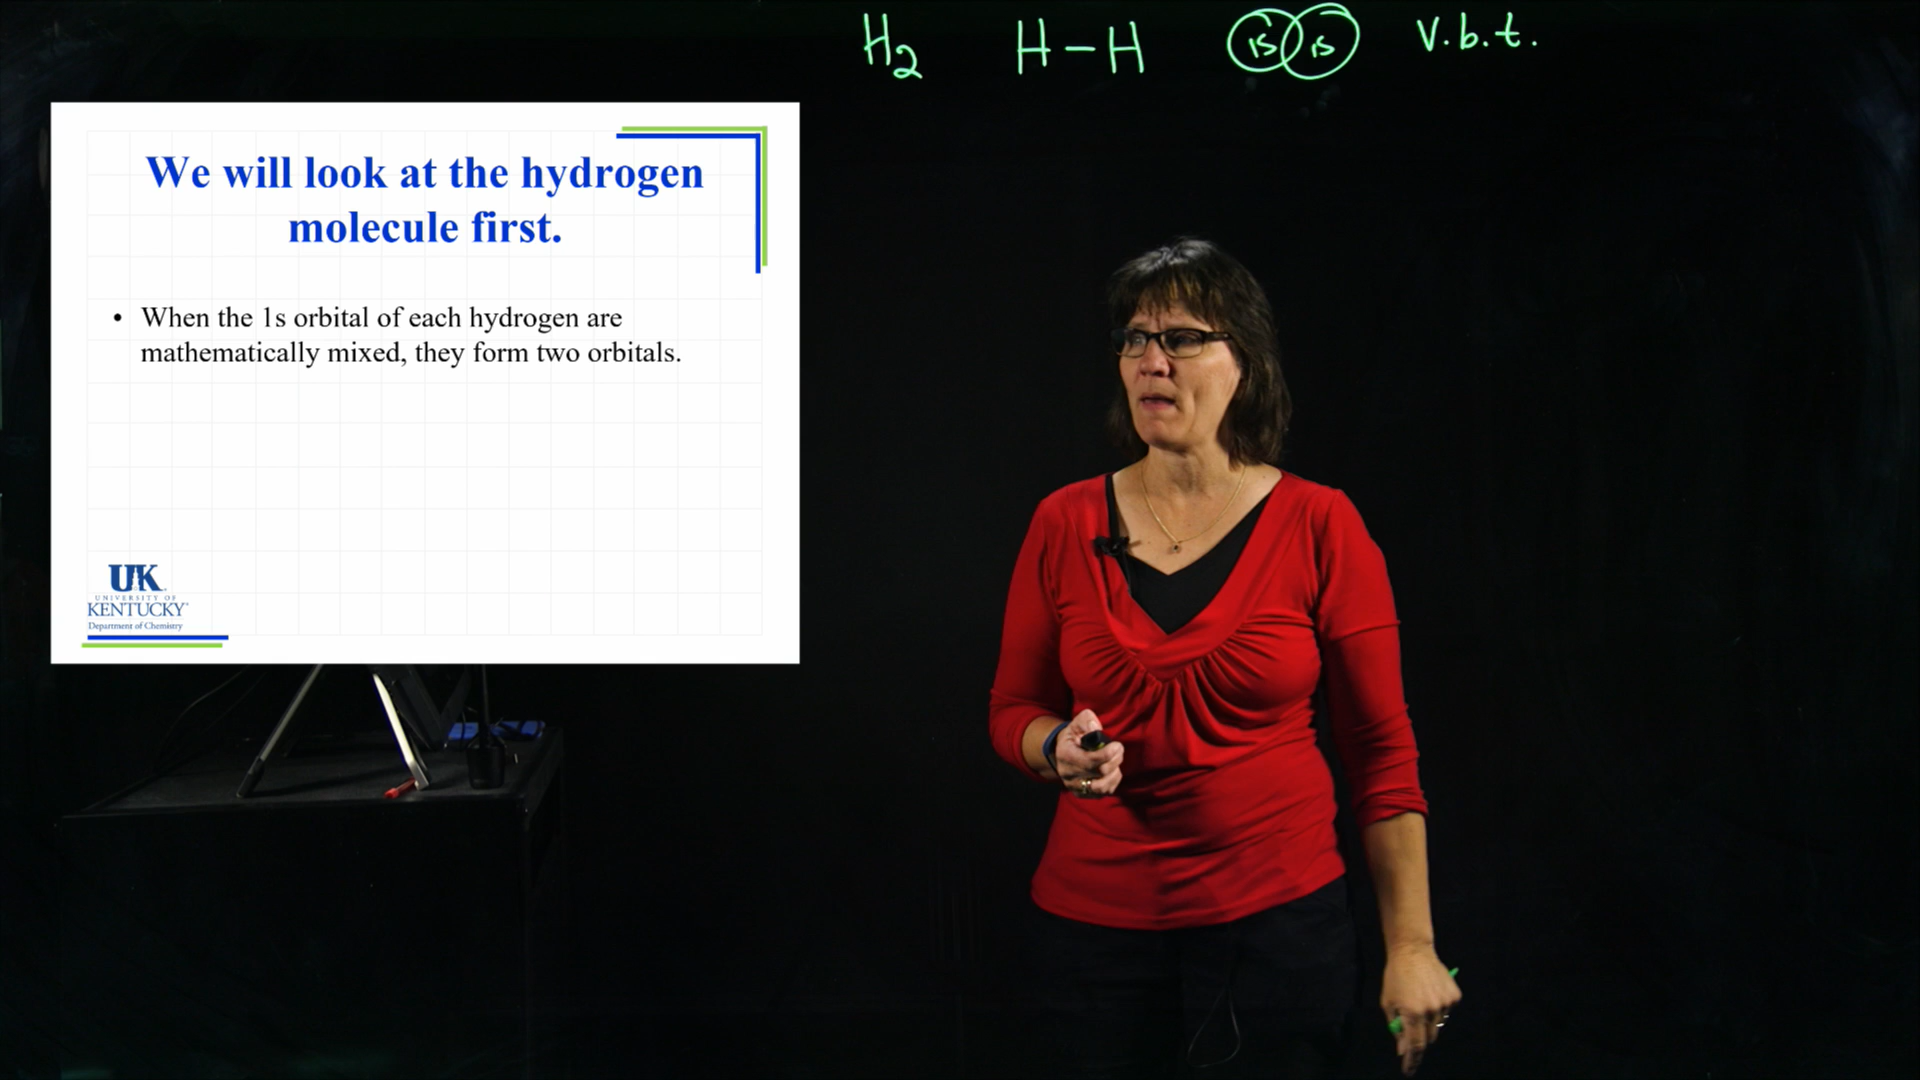 H2 H–H 1s 1s v.b.t.
We will look at the hydrogen
molecule first.
• When the 1s orbital of each hydrogen are
mathematically mixed, they form two orbitals.
UK
UNIVERSITY OF
KENTUCKY
Department of Chemistry